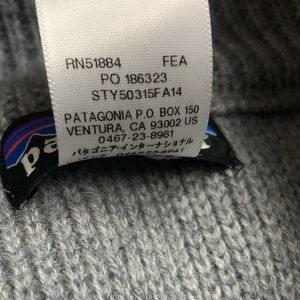 RN51884 FEA
PO 186323
STY50315FA14
PATAGONIA P.O. BOX 150
VENTURA, CA 93002 US
0467-23-8961
パタゴニア・インターナショナル
pa